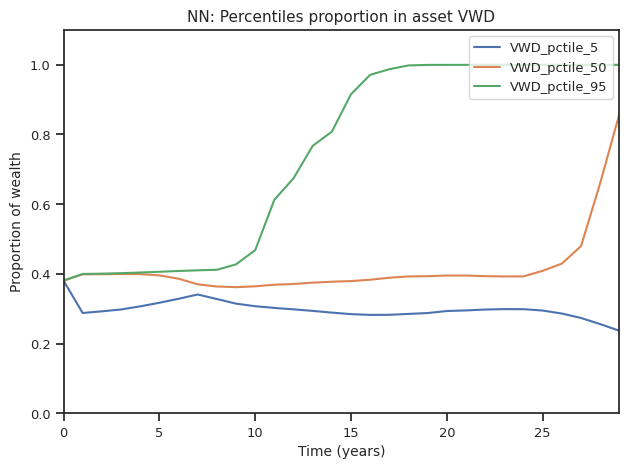 NN: Percentiles proportion in asset VWD
VWD_pctile_5
VWD_pctile_50
VWD_pctile_95
Proportion of wealth
1.0
0.8
0.6
0.4
0.2
0.0
0 5 10 15 20 25
Time (years)